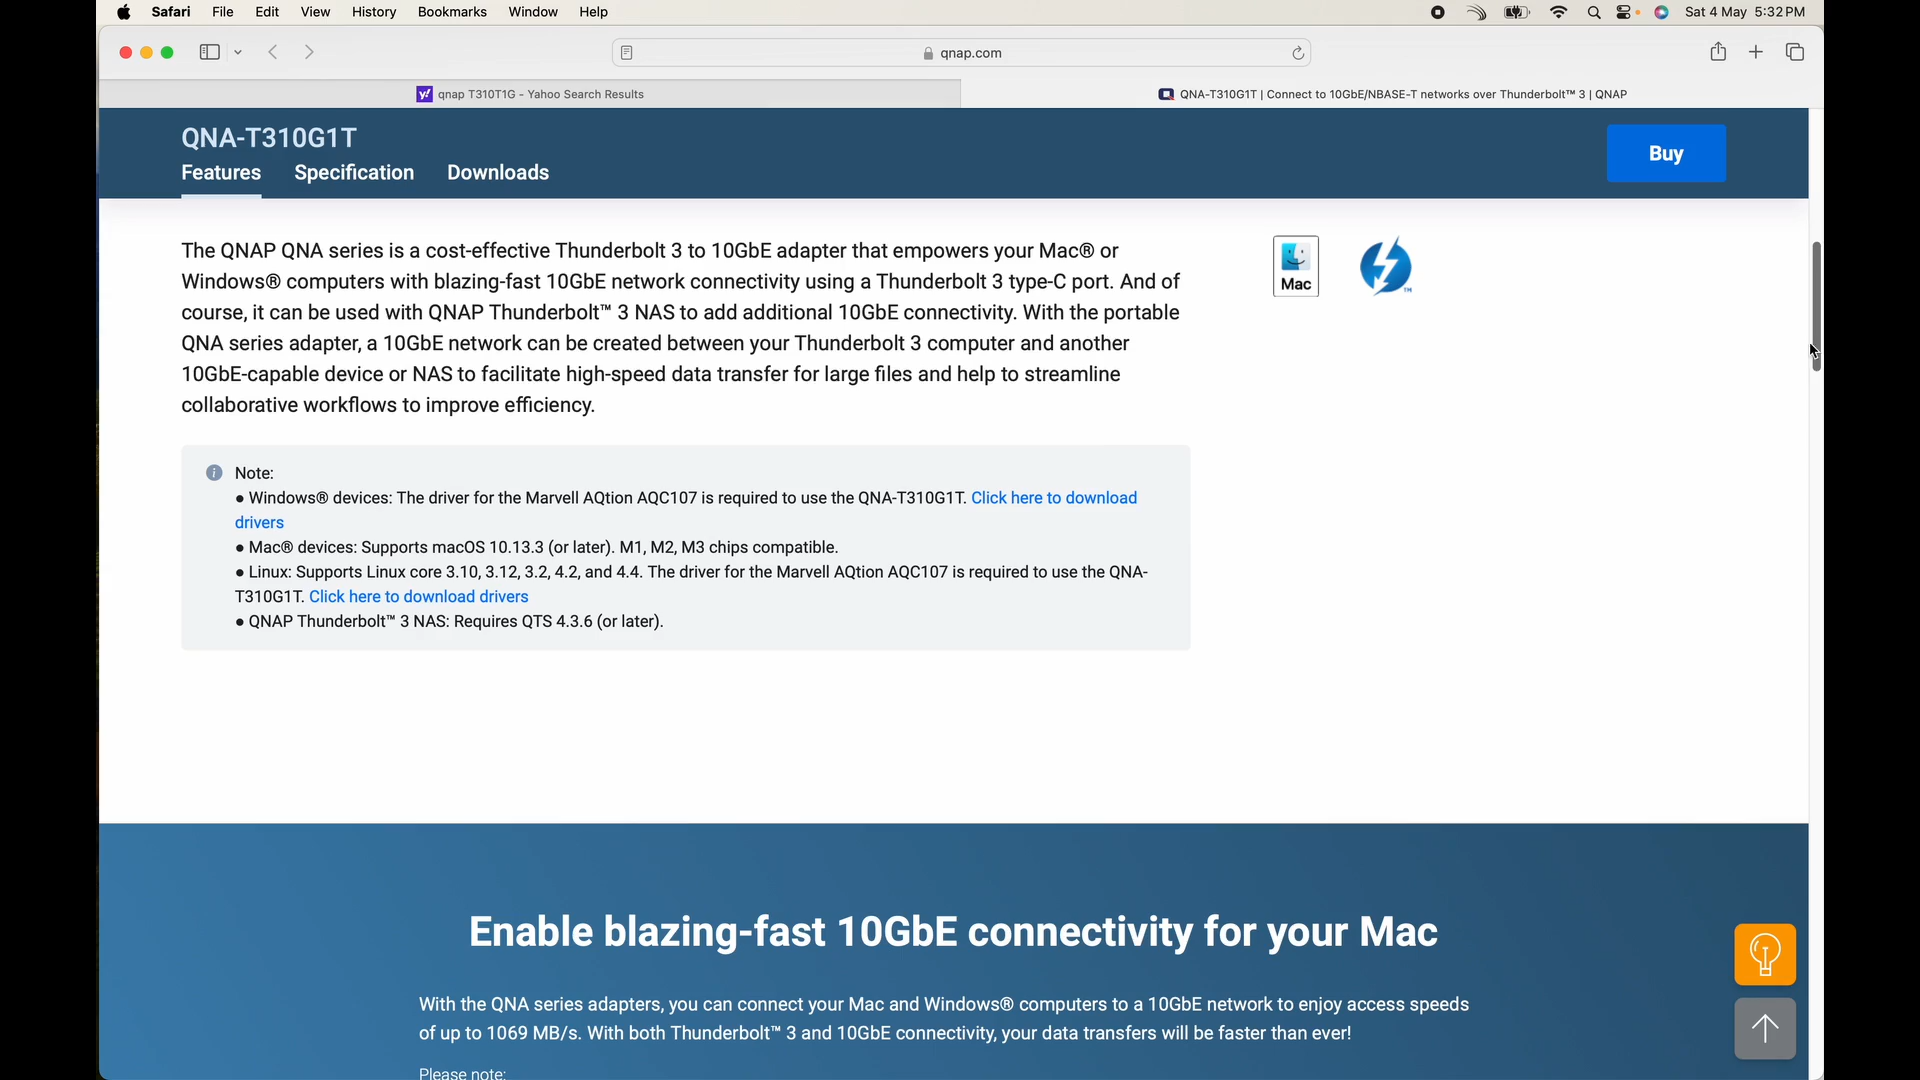 Safari File Edit View History Bookmarks Window Help Sat 4 May 5:32 PM
qnap.com
qnap T310T1G - Yahoo Search Results
QNA-T310G1T | Connect to 10GbE/NBASE-T networks over Thunderbolt™ 3 | QNAP
QNA-T310G1T
Features Specification Downloads
Buy
The QNAP QNA series is a cost-effective Thunderbolt 3 to 10GbE adapter that empowers your Mac® or
Windows® computers with blazing-fast 10GbE network connectivity using a Thunderbolt 3 type-C port. And of
course, it can be used with QNAP Thunderbolt™ 3 NAS to add additional 10GbE connectivity. With the portable
QNA series adapter, a 10GbE network can be created between your Thunderbolt 3 computer and another
10GbE-capable device or NAS to facilitate high-speed data transfer for large files and help to streamline
collaborative workflows to improve efficiency.
Mac
Note:
● Windows® devices: The driver for the Marvell AQtion AQC107 is required to use the QNA-T310G1T. Click here to download
drivers
● Mac® devices: Supports macOS 10.13.3 (or later). M1, M2, M3 chips compatible.
● Linux: Supports Linux core 3.10, 3.12, 3.2, 4.2, and 4.4. The driver for the Marvell AQtion AQC107 is required to use the QNA-
T310G1T. Click here to download drivers
● QNAP Thunderbolt™ 3 NAS: Requires QTS 4.3.6 (or later).
Enable blazing-fast 10GbE connectivity for your Mac
With the QNA series adapters, you can connect your Mac and Windows® computers to a 10GbE network to enjoy access speeds
of up to 1069 MB/s. With both Thunderbolt™ 3 and 10GbE connectivity, your data transfers will be faster than ever!
Please note: